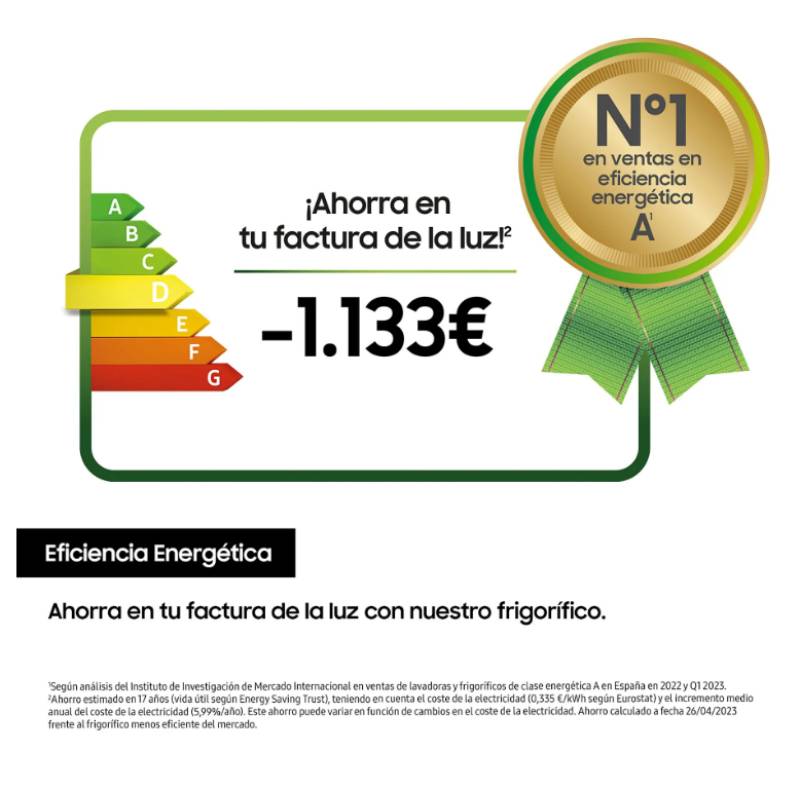 Nº1
en ventas en
eficiencia
energética
A¹
¡Ahorra en
tu factura de la luz!²
-1.133€
A
B
C
D
E
F
G
Eficiencia Energética
Ahorra en tu factura de la luz con nuestro frigorífico.
¹Según análisis del Instituto de Investigación de Mercado Internacional en ventas de lavadoras y frigoríficos de clase energética A en España en 2022 y Q1 2023.
²Ahorro estimado en 17 años (vida útil según Energy Saving Trust), teniendo en cuenta el coste de la electricidad (0,335 €/kWh según Eurostat) y el incremento medio
anual del coste de la electricidad (5,99%/año). Este ahorro puede variar en función de cambios en el coste de la electricidad. Ahorro calculado a fecha 26/04/2023
frente al frigorífico menos eficiente del mercado.